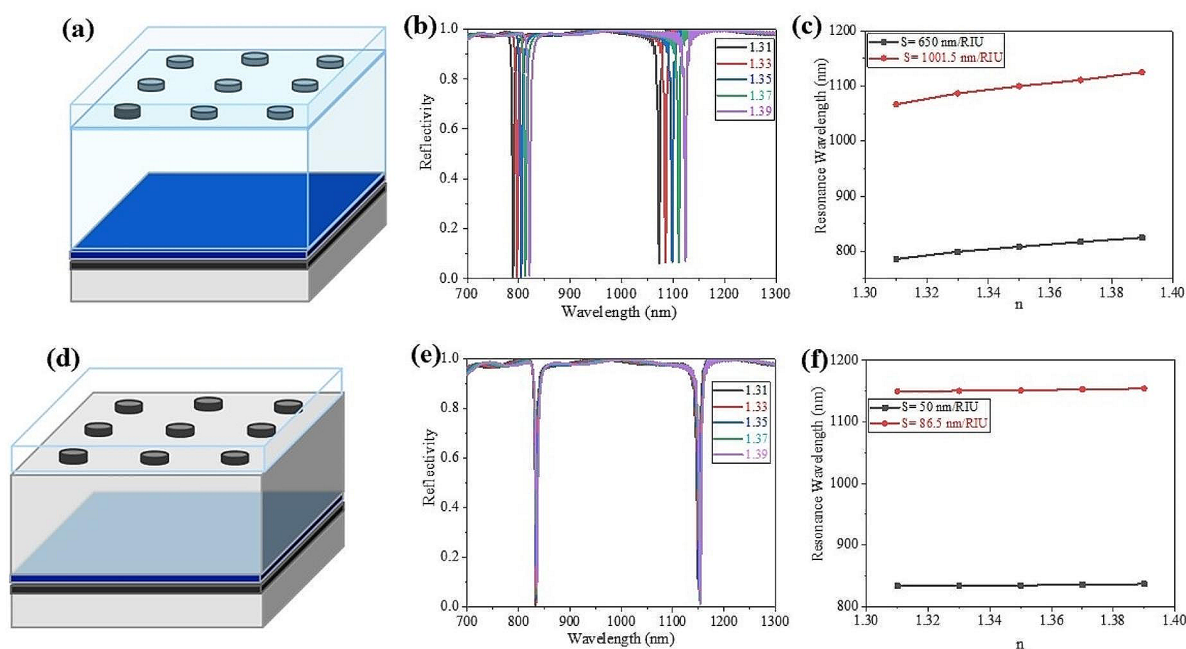 (a)
(b)
1.0
0.8
0.6
0.4
0.2
0.0
Reflectivity
700 800 900 1000 1100 1200 1300
Wavelength (nm)
1.31
1.33
1.35
1.37
1.39
(c)
1200
1100
1000
900
800
Resonance Wavelength (nm)
S= 650 nm/RIU
S= 1001.5 nm/RIU
1.30 1.32 1.34 1.36 1.38 1.40
n
(d)
(e)
1.0
0.8
0.6
0.4
0.2
0.0
Reflectivity
700 800 900 1000 1100 1200 1300
Wavelength (nm)
1.31
1.33
1.35
1.37
1.39
(f)
1200
1100
1000
900
800
Resonance Wavelength (nm)
S= 50 nm/RIU
S= 86.5 nm/RIU
1.30 1.32 1.34 1.36 1.38 1.40
n